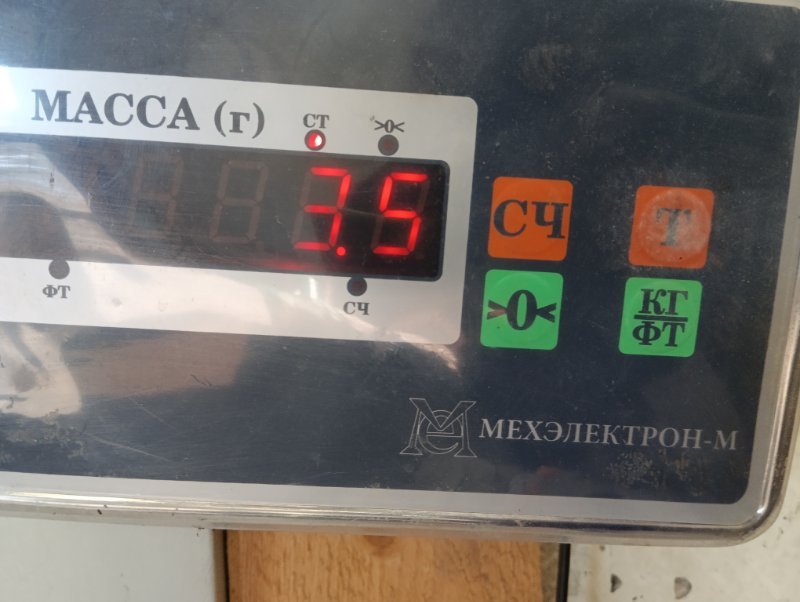 МАССА (г)
СТ
>0<
3.5
ФТ
СЧ
СЧ
Т
>0<
КГ
ФТ
МЕХЭЛЕКТРОН-М